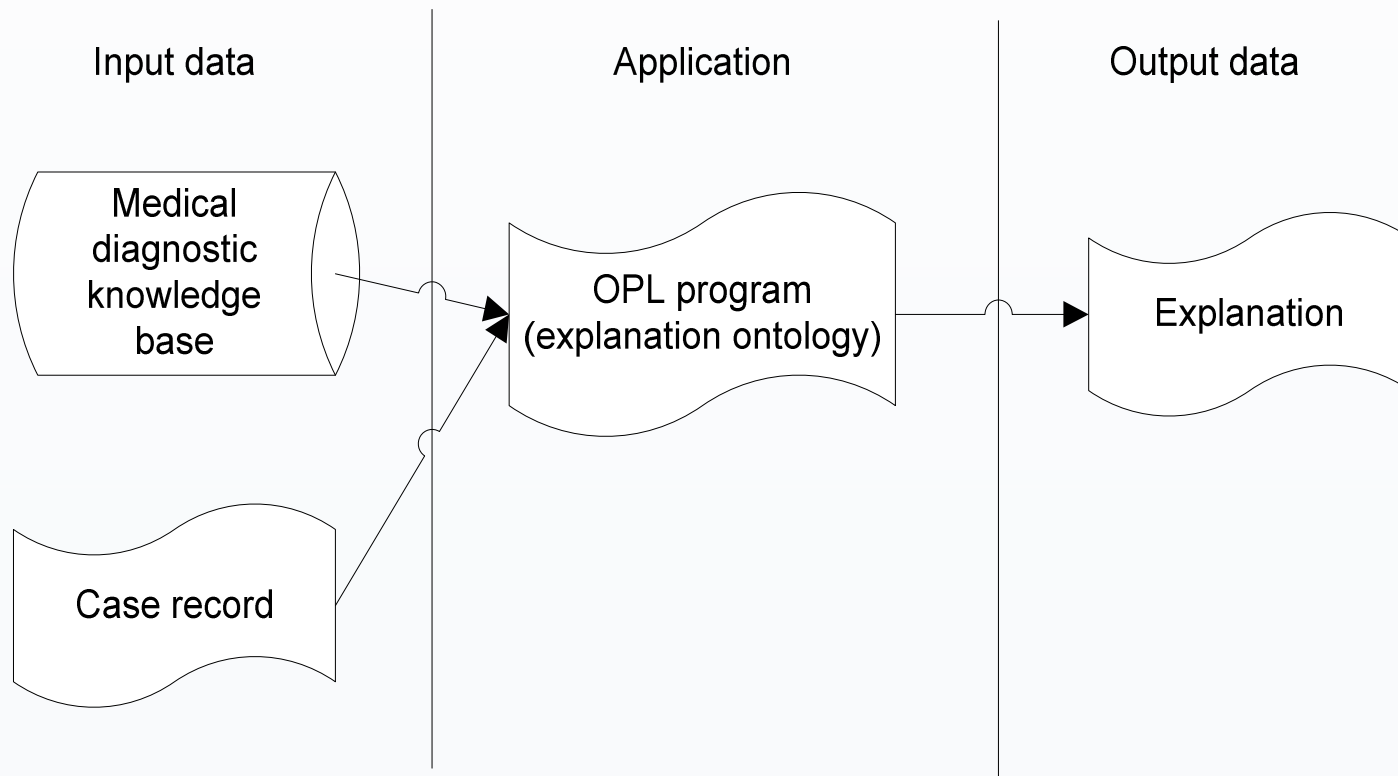 Input data
Application
Output data
Medical
diagnostic
knowledge
base
OPL program
(explanation ontology)
Explanation
Case record